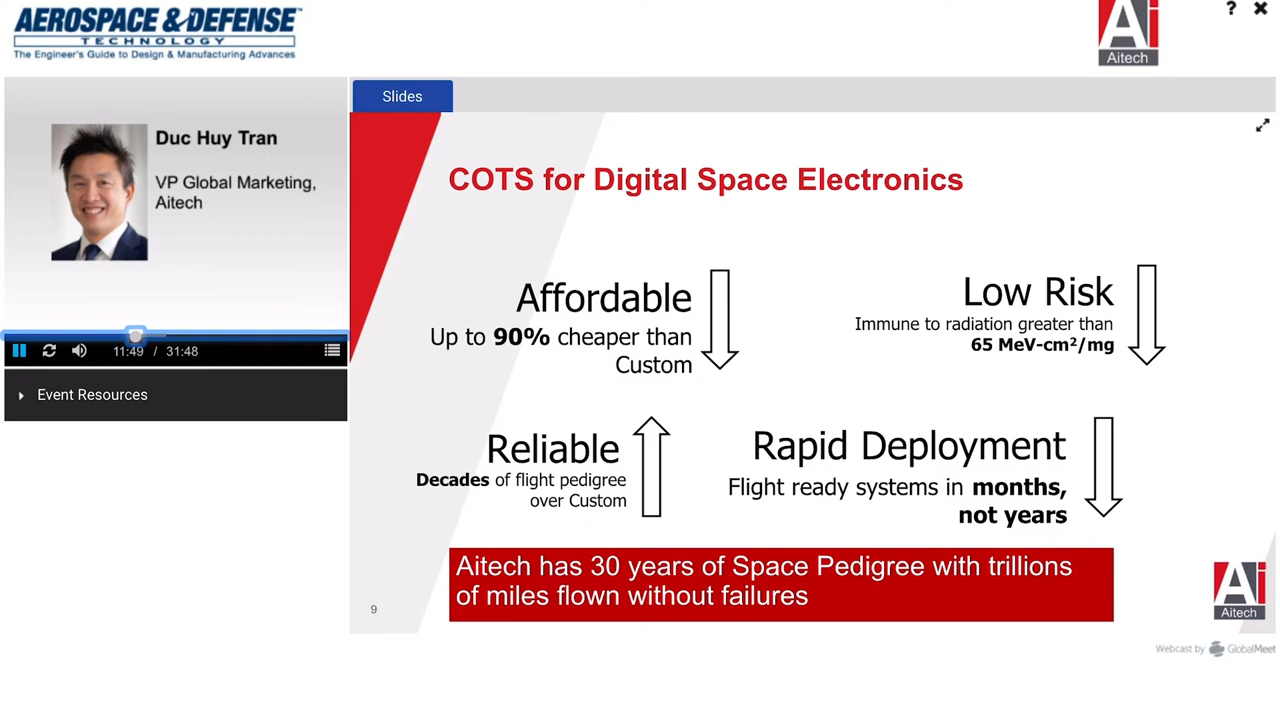 AEROSPACE & DEFENSE™
TECHNOLOGY
The Engineer's Guide to Design & Manufacturing Advances
Ai
Aitech
?
Duc Huy Tran
VP Global Marketing,
Aitech
11:49 / 31:48
Event Resources
Slides
COTS for Digital Space Electronics
Affordable
Up to 90% cheaper than
Custom
Low Risk
Immune to radiation greater than
65 MeV-cm²/mg
Reliable
Decades of flight pedigree
over Custom
Rapid Deployment
Flight ready systems in months,
not years
Aitech has 30 years of Space Pedigree with trillions
of miles flown without failures
9
Ai
Aitech
Webcast by GlobalMeet